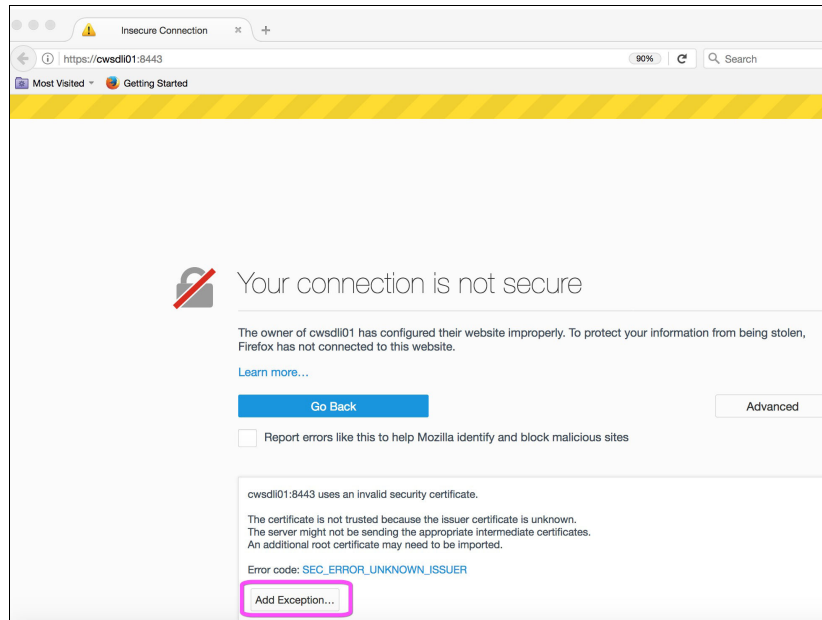 Insecure Connection
https://cwsdli01:8443
90%
Search
Most Visited
Getting Started
Your connection is not secure
The owner of cwsdli01 has configured their website improperly. To protect your information from being stolen,
Firefox has not connected to this website.
Learn more…
Go Back
Advanced
Report errors like this to help Mozilla identify and block malicious sites
cwsdli01:8443 uses an invalid security certificate.
The certificate is not trusted because the issuer certificate is unknown.
The server might not be sending the appropriate intermediate certificates.
An additional root certificate may need to be imported.
Error code: SEC_ERROR_UNKNOWN_ISSUER
Add Exception…